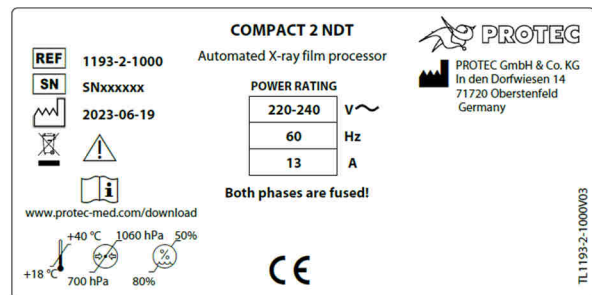 COMPACT 2 NDT
Automated X-ray film processor
PROTEC
PROTEC GmbH & Co. KG
In den Dorfwiesen 14
71720 Oberstenfeld
Germany
REF 1193-2-1000
SN SNxxxxxx
2023-06-19
www.protec-med.com/download
+40 °C
+18 °C
1060 hPa
700 hPa
50%
%
80%
POWER RATING
220-240 V～
60 Hz
13 A
Both phases are fused!
CE
TL1193-2-1000V03